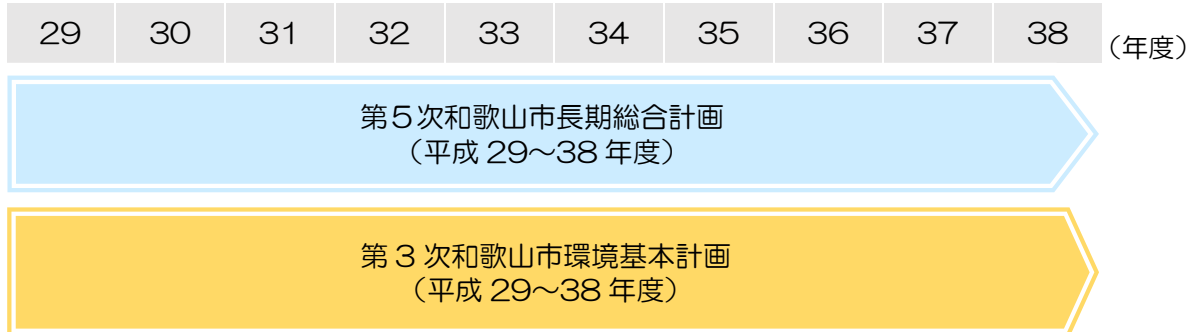 29 30 31 32 33 34 35 36 37 38 （年度）
第５次和歌山市長期総合計画
（平成 29～38 年度）
第 3 次和歌山市環境基本計画
（平成 29～38 年度）